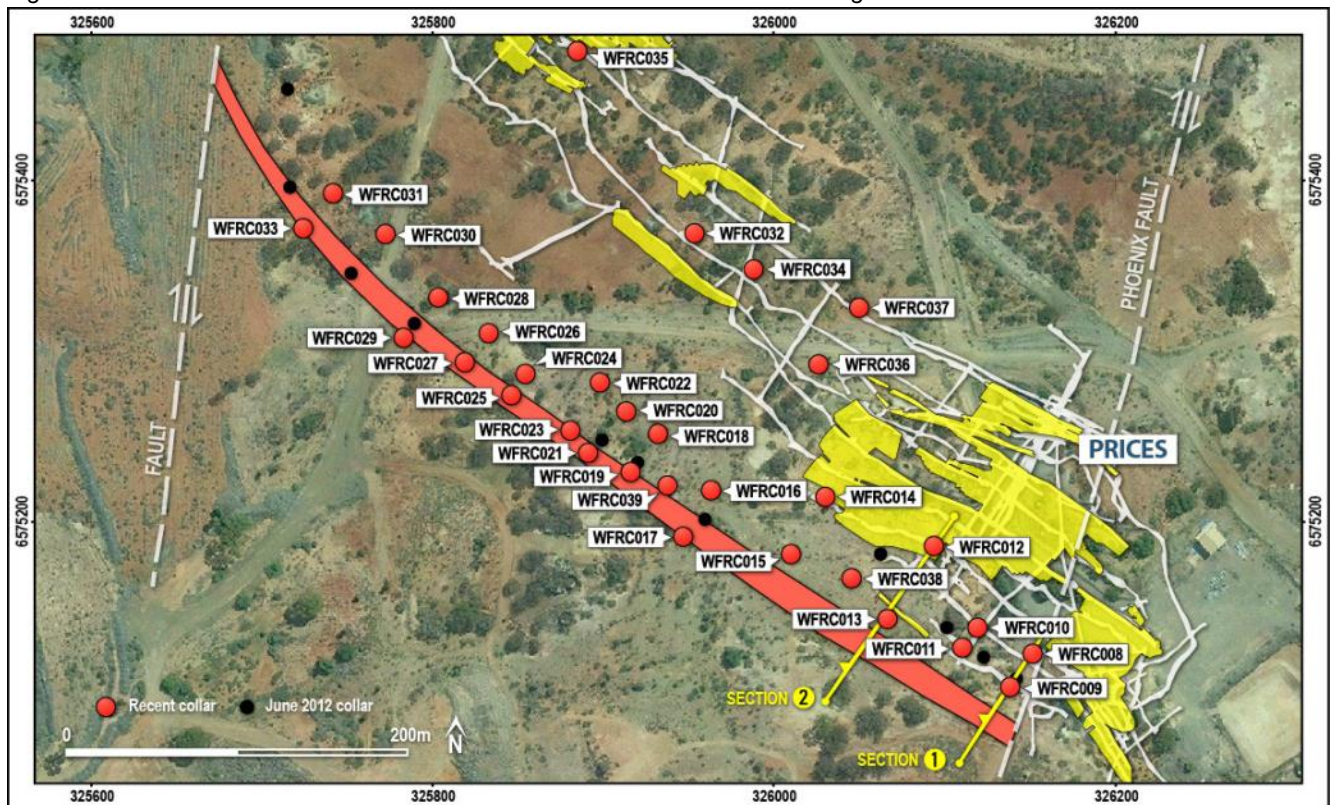 325600
325800
326000
326200
WFRC035
6575400
6575400
WFRC031
WFRC033
WFRC030
WFRC032
WFRC034
WFRC028
WFRC037
WFRC029
WFRC026
WFRC027
WFRC024
WFRC036
WFRC022
WFRC025
WFRC020
WFRC023
WFRC018
WFRC021
PRICES
WFRC019
WFRC039
WFRC016
WFRC014
6575200
6575200
WFRC017
WFRC012
WFRC015
WFRC038
WFRC013
WFRC010
WFRC011
WFRC008
WFRC009
FAULT
PHOENIX FAULT
SECTION 2
SECTION 1
Recent collar
June 2012 collar
0
200m
N
325600
325800
326000
326200